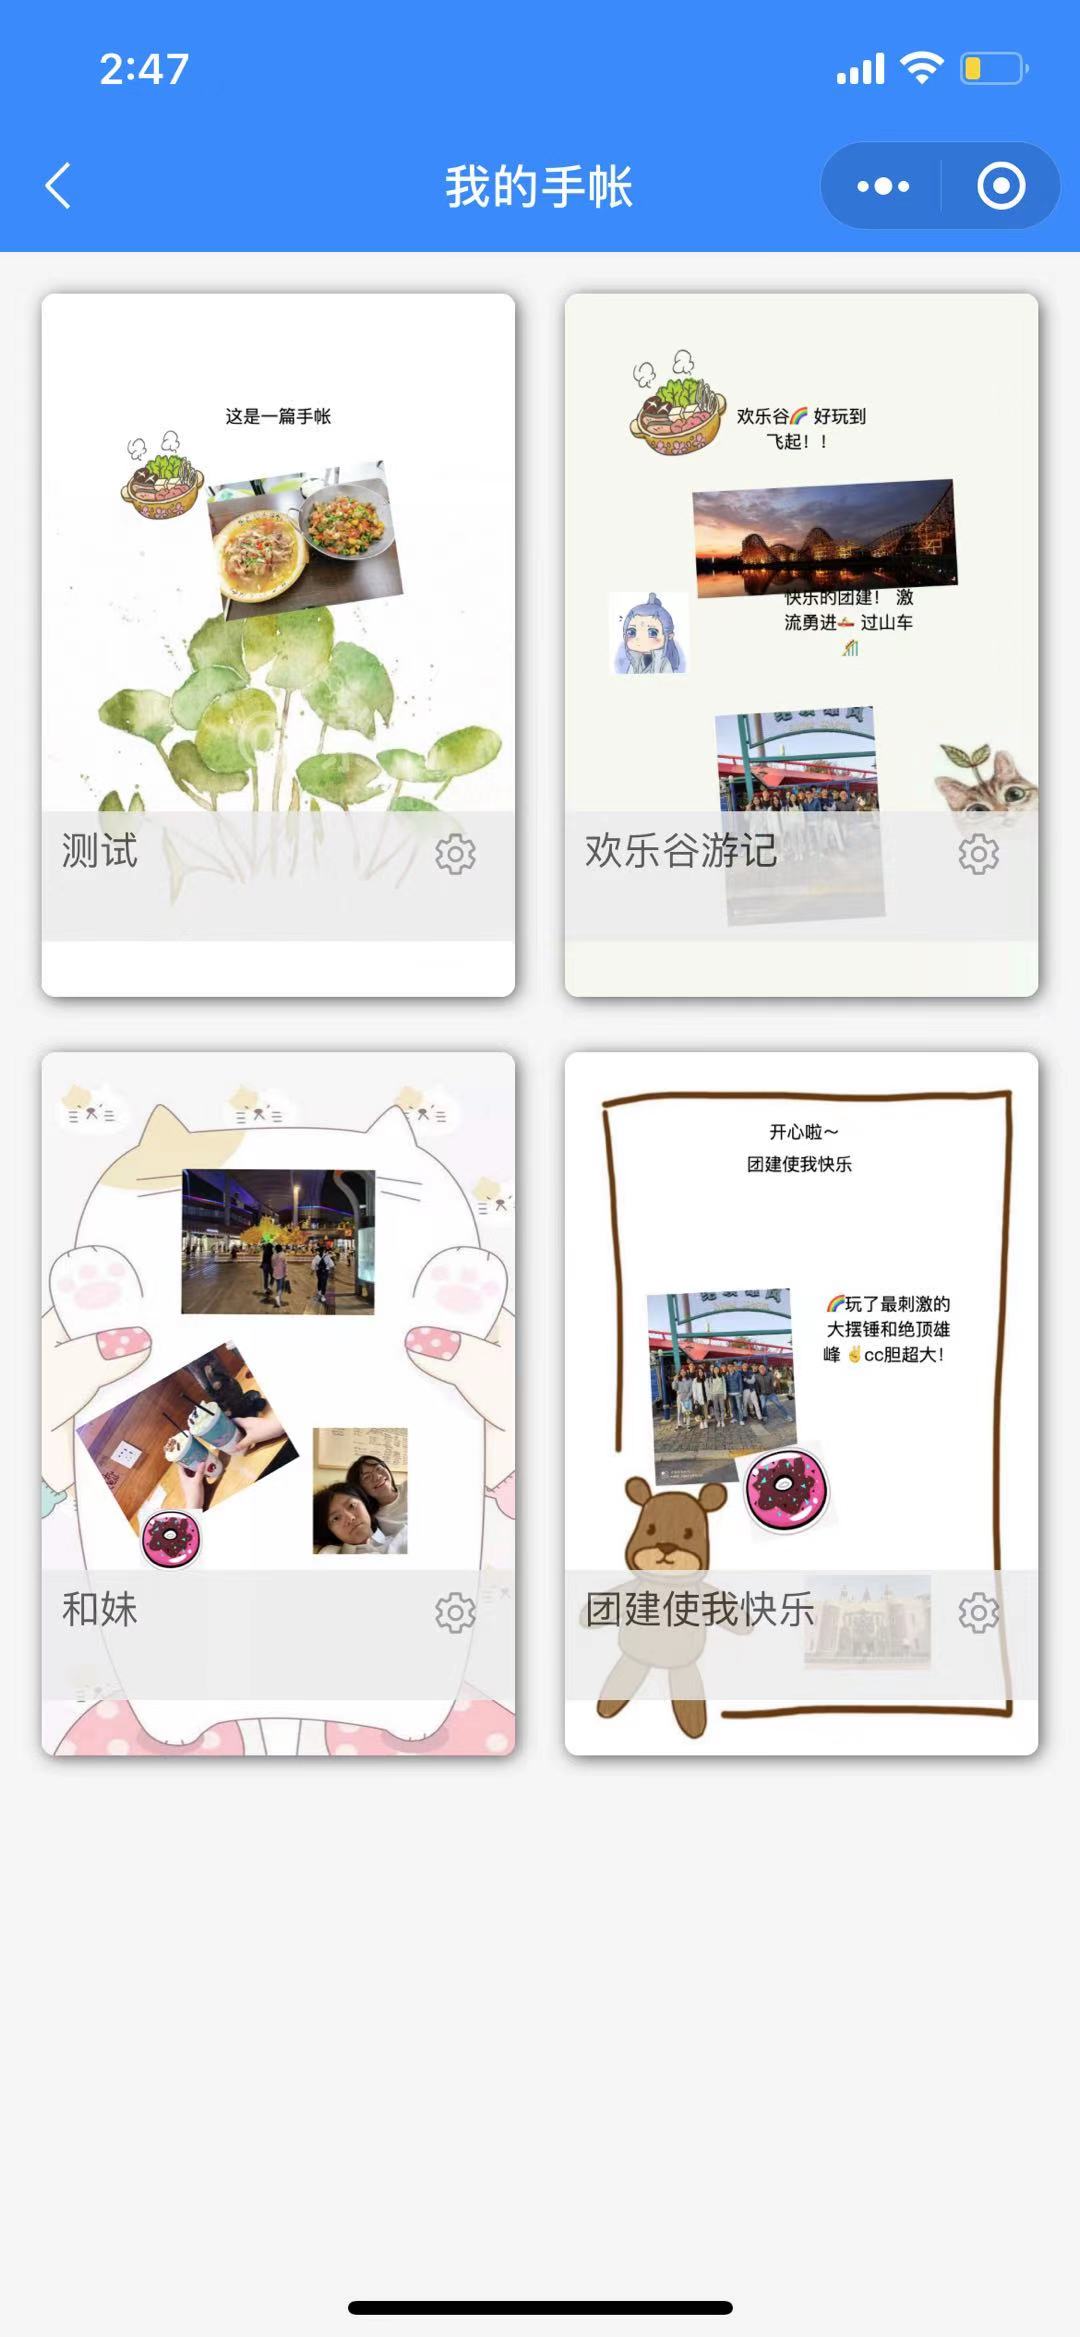 2:47
我的手帐
这是一篇手帐
测试
欢乐谷🌈 好玩到
飞起！！
快乐的团建！ 激
流勇进🚤 过山车
🎢
欢乐谷游记
和妹
开心啦～
团建使我快乐
🌈玩了最刺激的
大摆锤和绝顶雄
峰 ✌️cc胆超大！
团建使我快乐